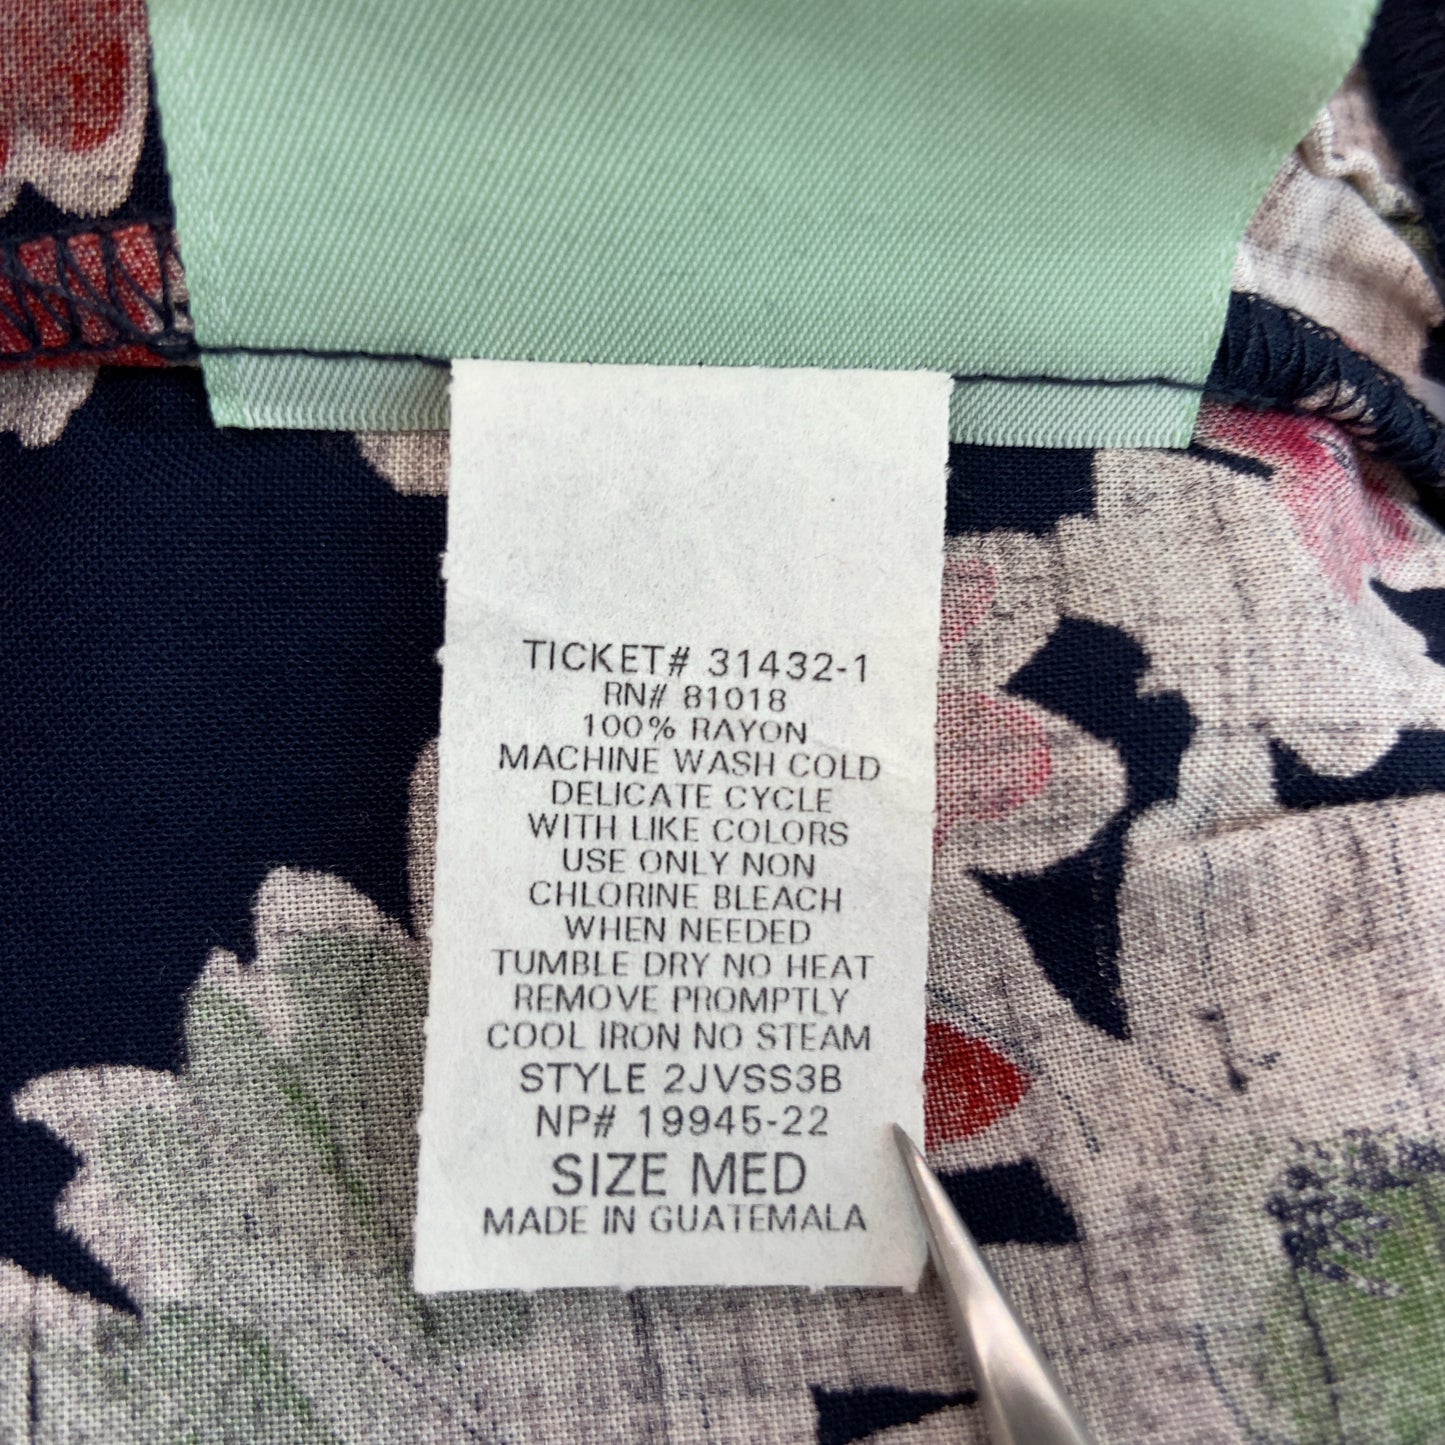 TICKET# 31432-1
RN# 81018
100% RAYON
MACHINE WASH COLD
DELICATE CYCLE
WITH LIKE COLORS
USE ONLY NON
CHLORINE BLEACH
WHEN NEEDED
TUMBLE DRY NO HEAT
REMOVE PROMPTLY
COOL IRON NO STEAM
STYLE 2JVSS3B
NP# 19945-22
SIZE MED
MADE IN GUATEMALA